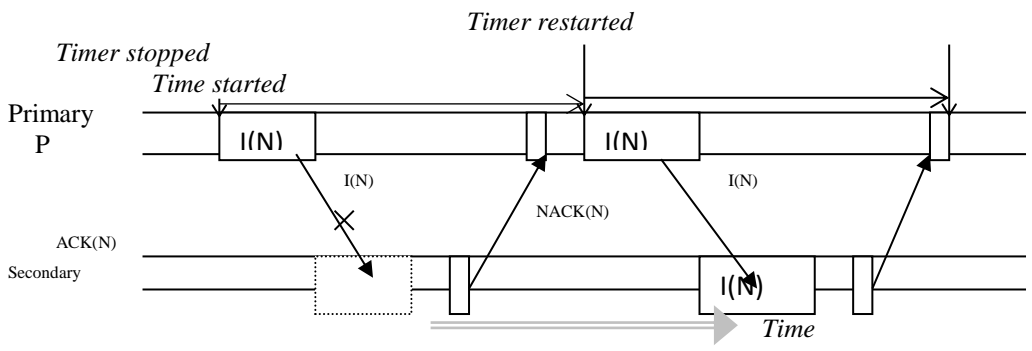 Timer restarted
Timer stopped
Time started
Primary
P
I(N)
I(N)
I(N)
I(N)
NACK(N)
ACK(N)
Secondary
I(N)
Time